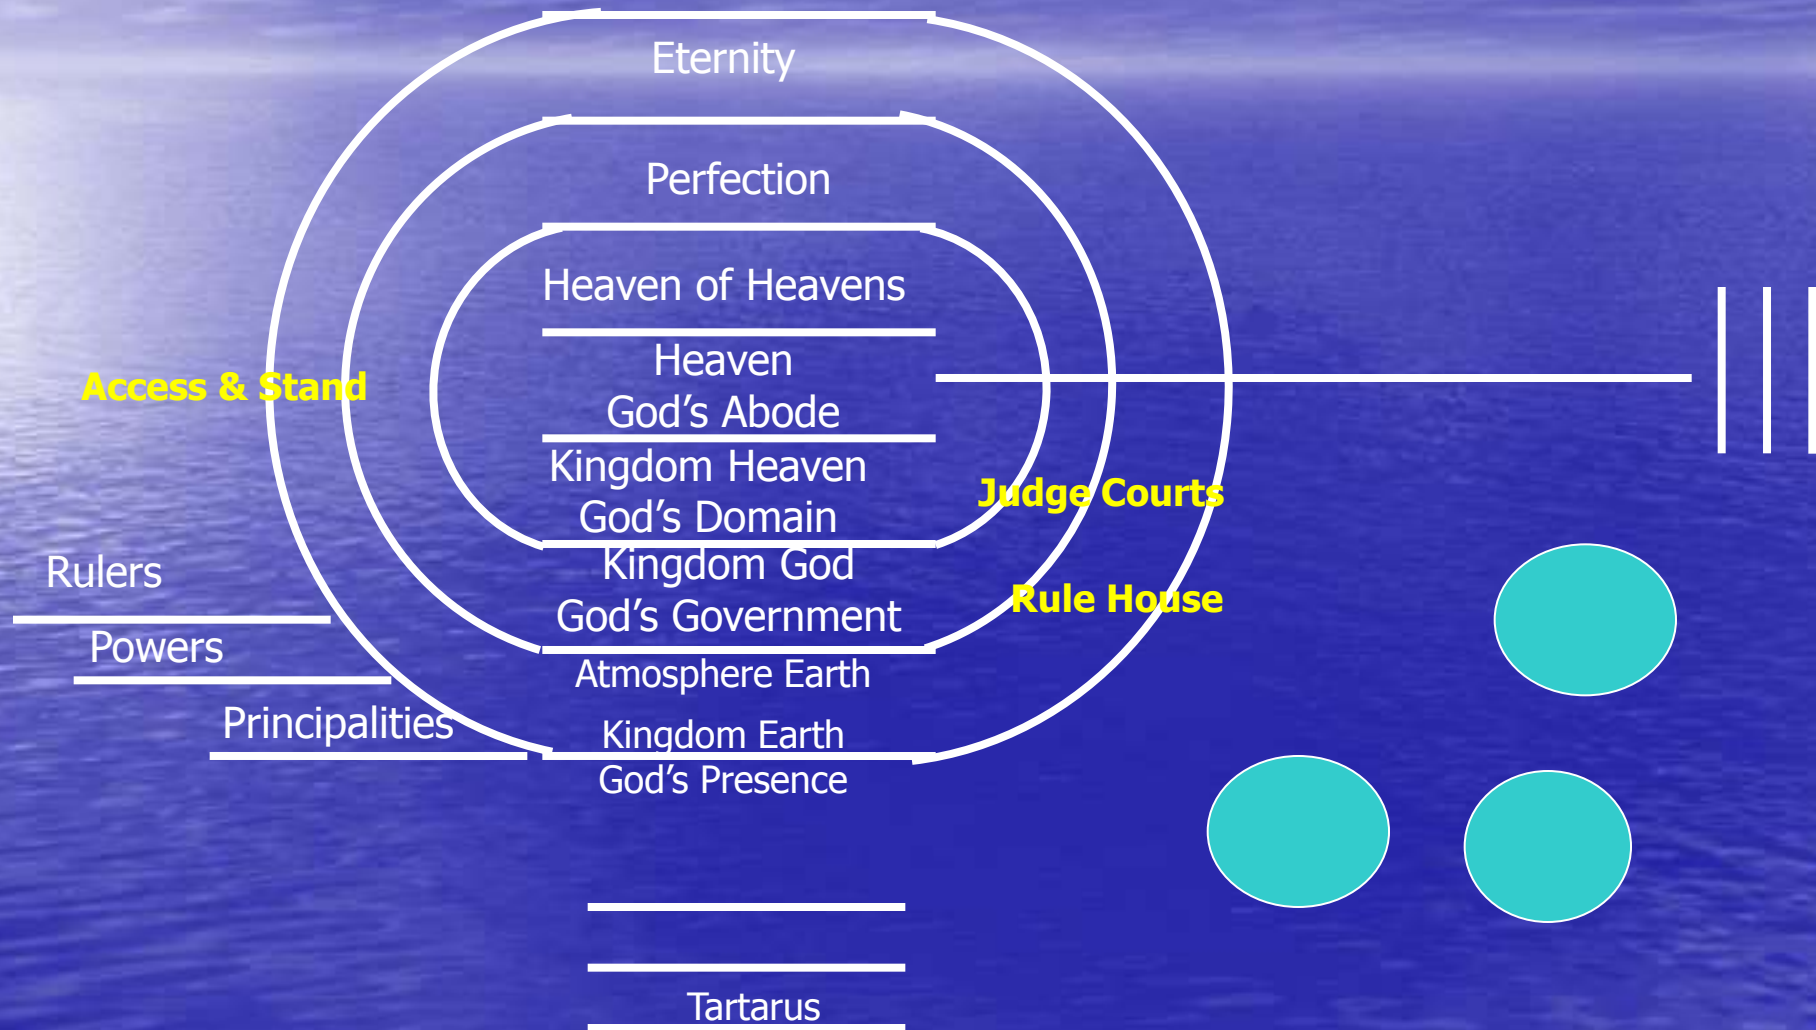 Eternity
Perfection
Heaven of Heavens
Heaven
God's Abode
Access & Stand
Kingdom Heaven
God's Domain
Judge Courts
Kingdom God
God's Government
Rule House
Rulers
Powers
Principalities
Atmosphere Earth
Kingdom Earth
God's Presence
Tartarus